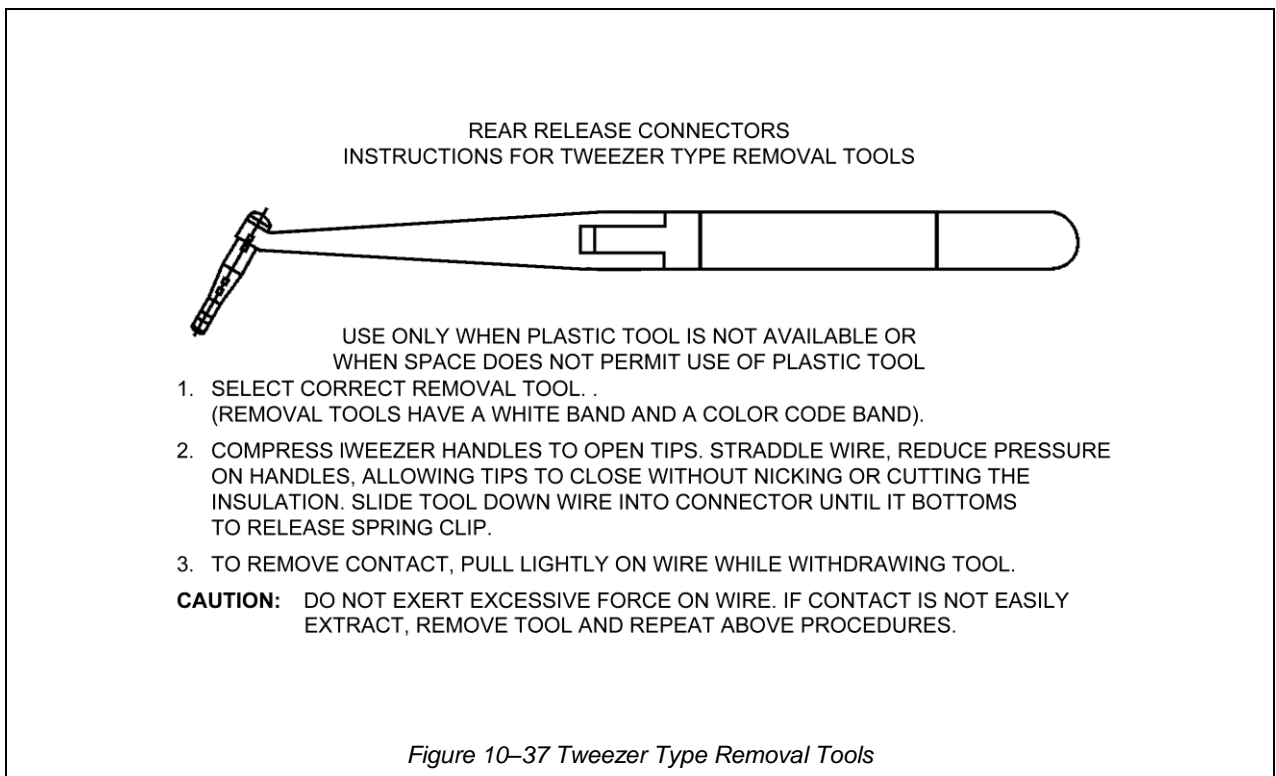 REAR RELEASE CONNECTORS
INSTRUCTIONS FOR TWEEZER TYPE REMOVAL TOOLS
USE ONLY WHEN PLASTIC TOOL IS NOT AVAILABLE OR
WHEN SPACE DOES NOT PERMIT USE OF PLASTIC TOOL
1. SELECT CORRECT REMOVAL TOOL. .
(REMOVAL TOOLS HAVE A WHITE BAND AND A COLOR CODE BAND).
2. COMPRESS IWEEZER HANDLES TO OPEN TIPS. STRADDLE WIRE, REDUCE PRESSURE
ON HANDLES, ALLOWING TIPS TO CLOSE WITHOUT NICKING OR CUTTING THE
INSULATION. SLIDE TOOL DOWN WIRE INTO CONNECTOR UNTIL IT BOTTOMS
TO RELEASE SPRING CLIP.
3. TO REMOVE CONTACT, PULL LIGHTLY ON WIRE WHILE WITHDRAWING TOOL.
CAUTION: DO NOT EXERT EXCESSIVE FORCE ON WIRE. IF CONTACT IS NOT EASILY
EXTRACT, REMOVE TOOL AND REPEAT ABOVE PROCEDURES.
Figure 10–37 Tweezer Type Removal Tools